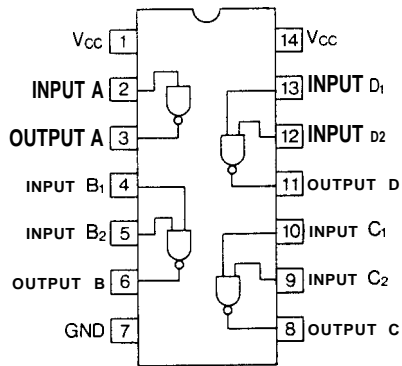 VCC 1
INPUT A 2
OUTPUT A 3
INPUT B1 4
INPUT B2 5
OUTPUT B 6
GND 7
14 VCC
13 INPUT D1
12 INPUT D2
11 OUTPUT D
10 INPUT C1
9 INPUT C2
8 OUTPUT C